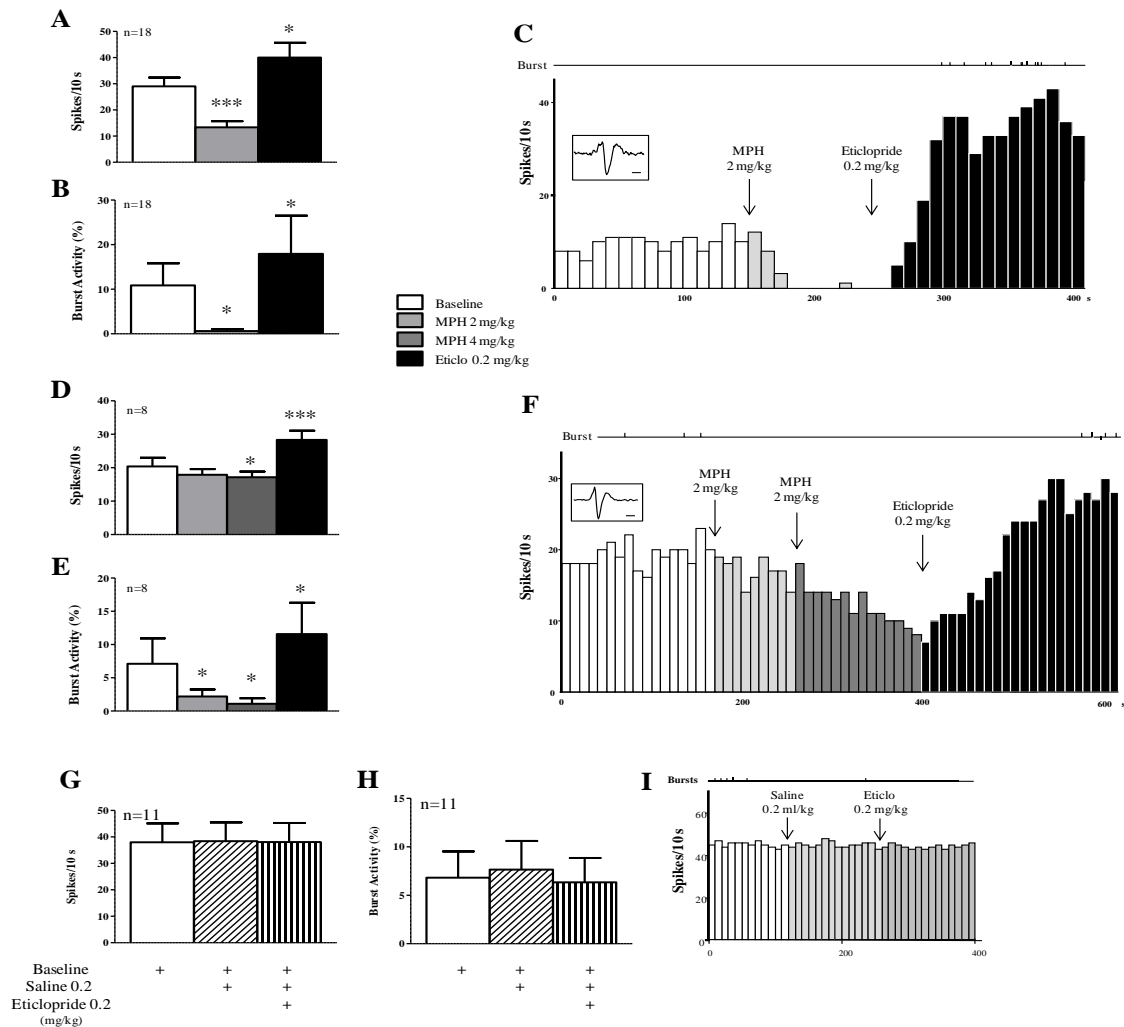 A
n=18
Spikes/10 s
50
40
30
20
10
0
***
*
B
n=18
Burst Activity (%)
30
20
10
0
*
*
C
Burst
Spikes/10 s
40
20
0
MPH
2 mg/kg
Eticlopride
0.2 mg/kg
0 100 200 300 400 s
Baseline
MPH 2 mg/kg
MPH 4 mg/kg
Eticlo 0.2 mg/kg
D
n=8
Spikes/10 s
40
30
20
10
0
*
***
E
n=8
Burst Activity (%)
20
15
10
5
0
*
*
*
F
Burst
Spikes/10 s
30
20
10
0
MPH
2 mg/kg
MPH
2 mg/kg
Eticlopride
0.2 mg/kg
0 200 400 600 s
G
n=11
Spikes/10 s
50
40
30
20
10
0
H
n=11
Burst Activity (%)
15
10
5
0
I
Bursts
Spikes/10 s
60
40
20
0
Saline
0.2 ml/kg
Eticlo
0.2 mg/kg
0 200 400
Baseline + + + + + +
Saline 0.2 + + + +
Eticlopride 0.2 + +
(mg/kg)